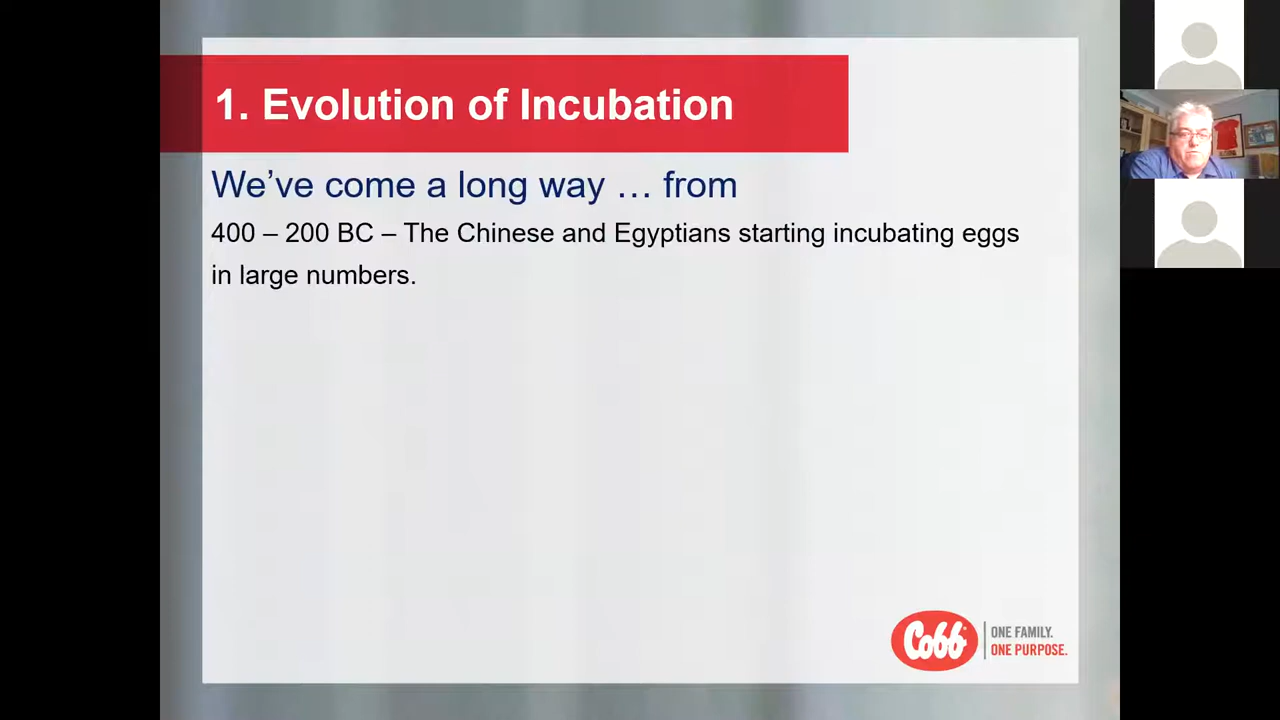 1. Evolution of Incubation
We’ve come a long way … from
400 – 200 BC – The Chinese and Egyptians starting incubating eggs
in large numbers.
Cobb
ONE FAMILY.
ONE PURPOSE.